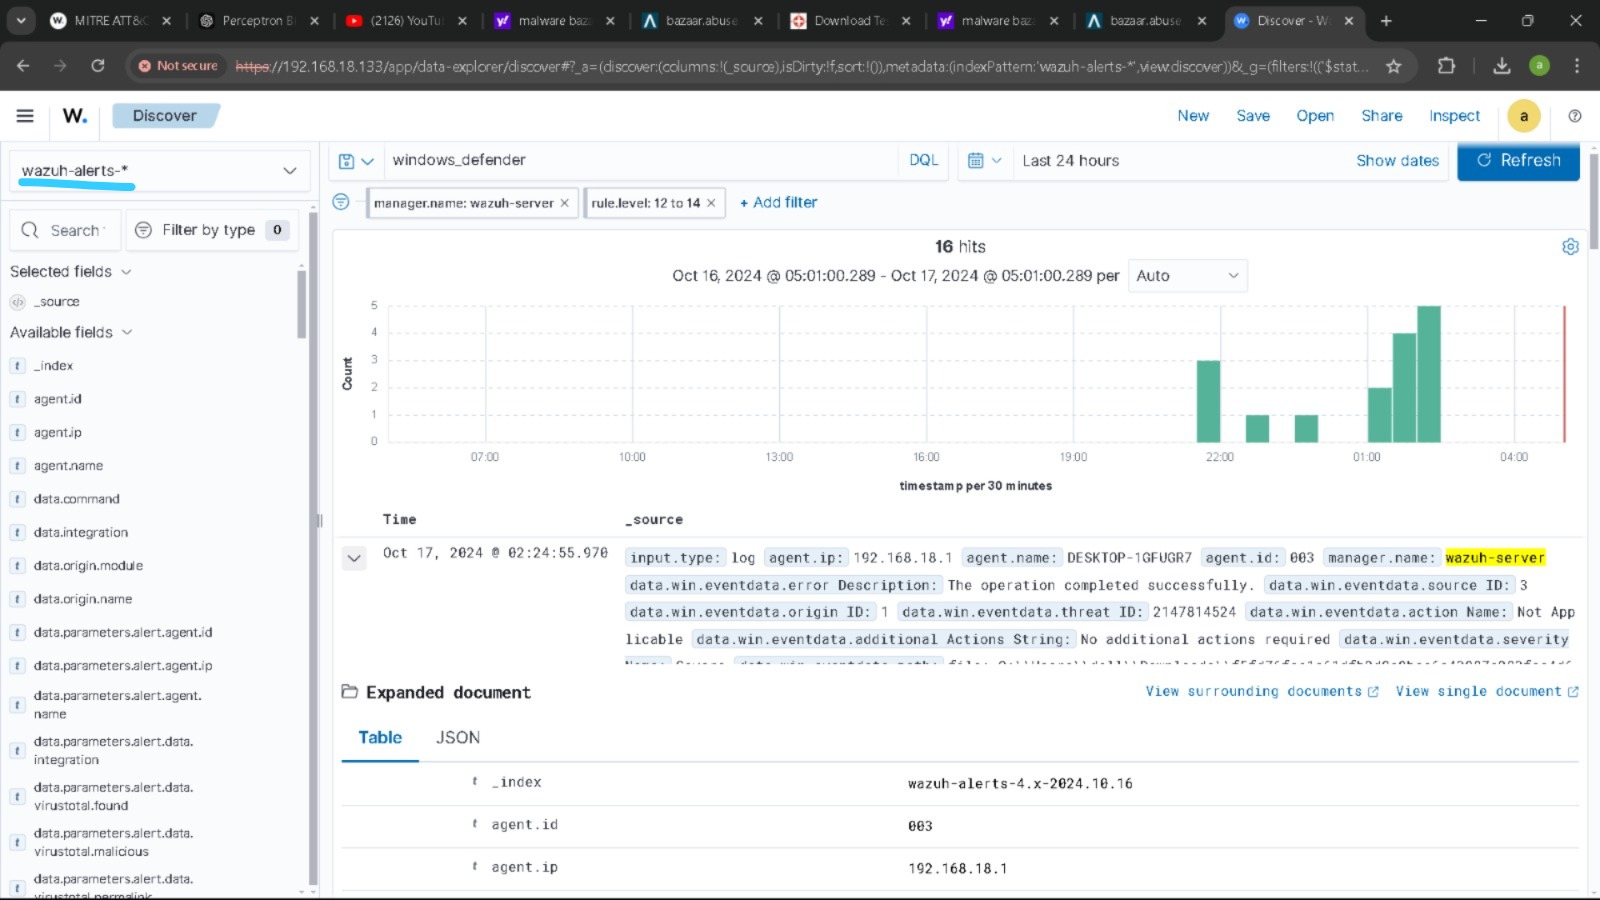 MITRE ATT&
Perceptron B
(2126) YouTu
malware baz
bazaar.abuse
Download Te
malware baz
bazaar.abuse
Discover - W
Not secure
https://192.168.18.133/app/data-explorer/discover#?_a=(discover:(columns:!(_source),isDirty:!f,sort:!()),metadata:(indexPattern:'wazuh-alerts-*',view:discover))&_g=(filters:!(('$stat...
a
W.
Discover
New
Save
Open
Share
Inspect
a
wazuh-alerts-*
windows_defender
DQL
Last 24 hours
Show dates
Refresh
manager.name: wazuh-server
rule.level: 12 to 14
+ Add filter
Search
Filter by type 0
Selected fields
_source
Available fields
t _index
t agent.id
t agent.ip
t agent.name
t data.command
t data.integration
t data.origin.module
t data.origin.name
t data.parameters.alert.agent.id
t data.parameters.alert.agent.ip
t data.parameters.alert.agent.
name
t data.parameters.alert.data.
integration
t data.parameters.alert.data.
virustotal.found
t data.parameters.alert.data.
virustotal.malicious
t data.parameters.alert.data.
virustotal.permalink
16 hits
Oct 16, 2024 @ 05:01:00.289 - Oct 17, 2024 @ 05:01:00.289 per Auto
Count
5
4
3
2
1
0
07:00 10:00 13:00 16:00 19:00 22:00 01:00 04:00
timestamp per 30 minutes
Time _source
Oct 17, 2024 @ 02:24:55.970
input.type: log agent.ip: 192.168.18.1 agent.name: DESKTOP-1GFUGR7 agent.id: 003 manager.name: wazuh-server
data.win.eventdata.error Description: The operation completed successfully. data.win.eventdata.source ID: 3
data.win.eventdata.origin ID: 1 data.win.eventdata.threat ID: 2147814524 data.win.eventdata.action Name: Not App
licable data.win.eventdata.additional Actions String: No additional actions required data.win.eventdata.severity
Expanded document
View surrounding documents
View single document
Table
JSON
t _index wazuh-alerts-4.x-2024.10.16
t agent.id 003
t agent.ip 192.168.18.1